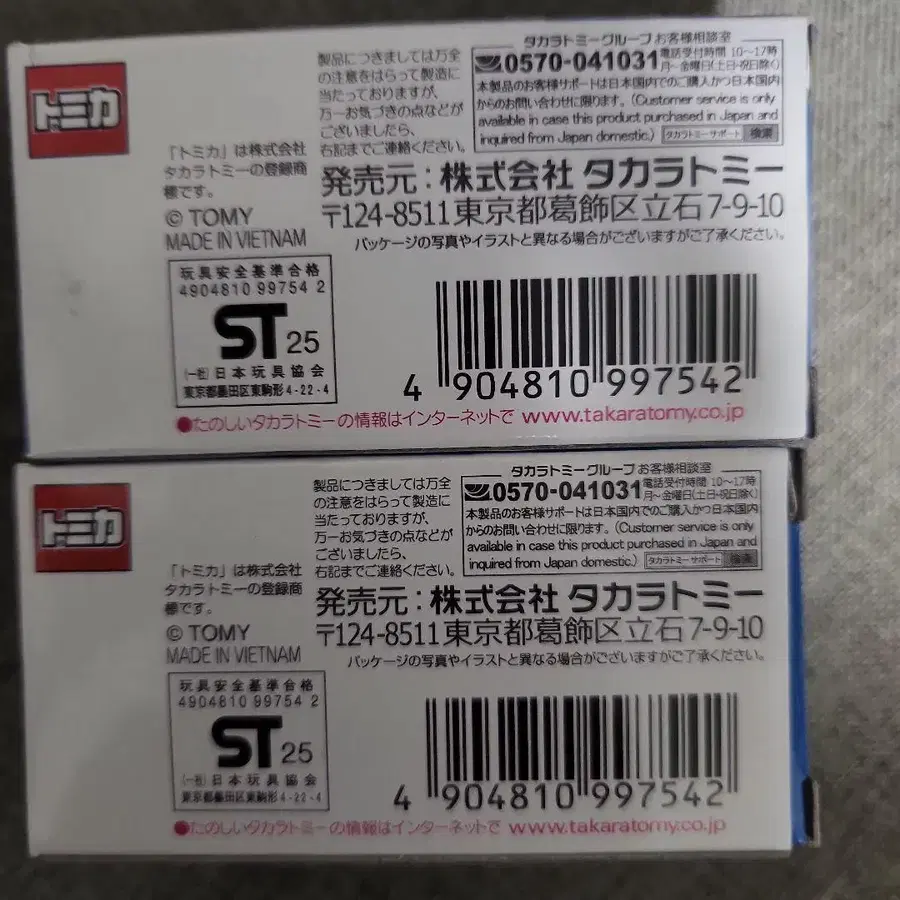 トミカ
「トミカ」は株式会社
タカラトミーの登録商
標です。
© TOMY
MADE IN VIETNAM
製品につきましては万全
の注意をはらって製造に
当たっておりますが、
万一お気づきの点などが
ございましたら、
右記までご連絡ください。
タカラトミーグループ お客様相談室
0570-041031 電話受付時間 10～17時
月～金曜日(土日・祝日除く)
本製品のお客様サポートは日本国内でのご購入かつ日本国内
からのお問い合わせに限ります。(Customer service is only
available in case this product purchased in Japan and
inquired from Japan domestic.) タカラトミーサポート 検索
発売元：株式会社 タカラトミー
〒124-8511東京都葛飾区立石7-9-10
パッケージの写真やイラストと異なる場合がございますがご了承ください。
玩具安全基準合格
4904810 99754 2
ST 25
(一社)日本玩具協会
東京都墨田区東駒形4-22-4
4 904810 997542
●たのしいタカラトミーの情報はインターネットで www.takaratomy.co.jp
トミカ
「トミカ」は株式会社
タカラトミーの登録商
標です。
© TOMY
MADE IN VIETNAM
製品につきましては万全
の注意をはらって製造に
当たっておりますが、
万一お気づきの点などが
ございましたら、
右記までご連絡ください。
タカラトミーグループ お客様相談室
0570-041031 電話受付時間 10～17時
月～金曜日(土日・祝日除く)
本製品のお客様サポートは日本国内でのご購入かつ日本国内
からのお問い合わせに限ります。(Customer service is only
available in case this product purchased in Japan and
inquired from Japan domestic.) タカラトミーサポート 検索
発売元：株式会社 タカラトミー
〒124-8511東京都葛飾区立石7-9-10
パッケージの写真やイラストと異なる場合がございますがご了承ください。
玩具安全基準合格
4904810 99754 2
ST 25
(一社)日本玩具協会
東京都墨田区東駒形4-22-4
4 904810 997542
●たのしいタカラトミーの情報はインターネットで www.takaratomy.co.jp